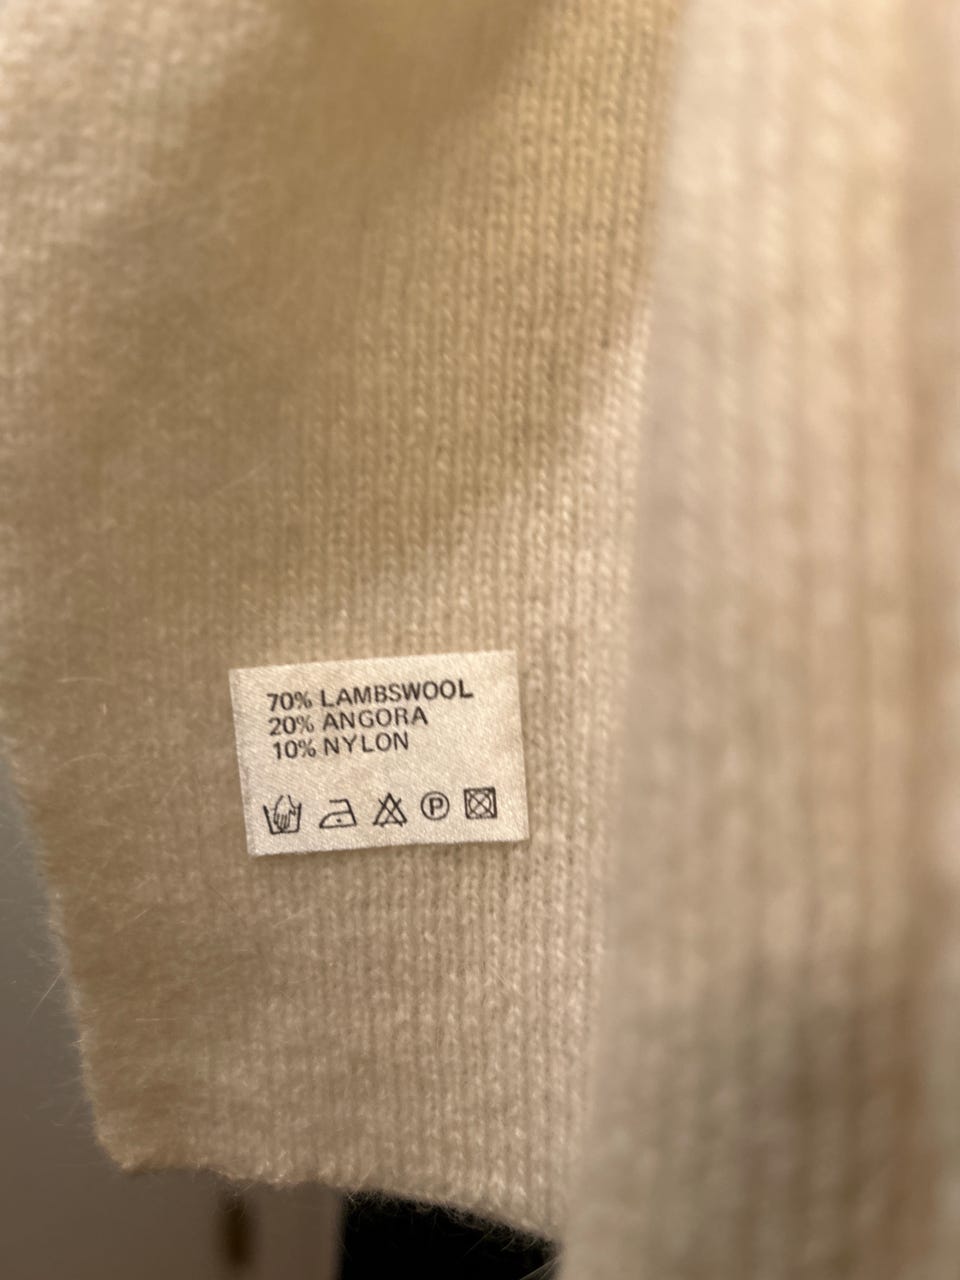 70% LAMBSWOOL
20% ANGORA
10% NYLON
P